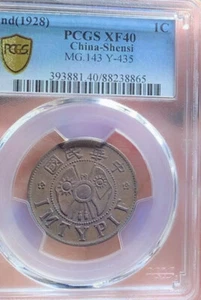 nd(1928) 1C
PCGS XF40
China-Shensi
MG.143 Y-435
393881.40/88238865
PCGS
中華民國
IMTYPIF